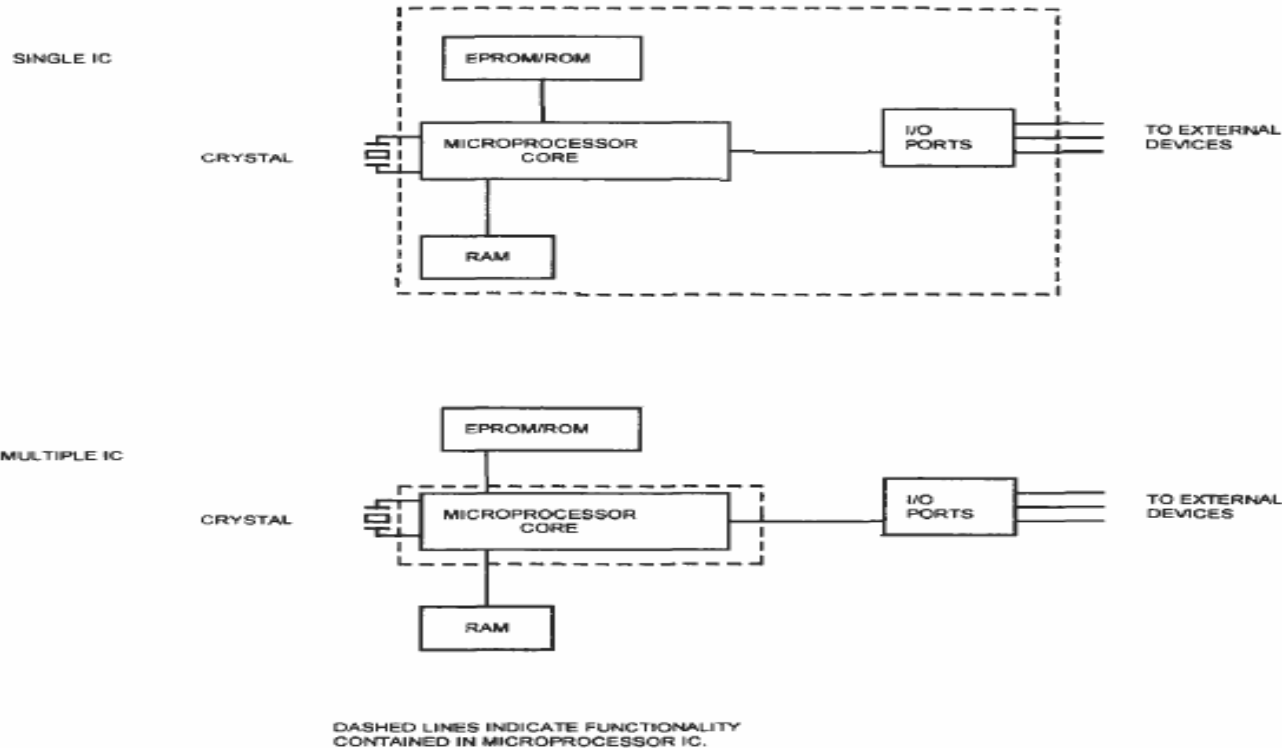 SINGLE IC
EPROM/ROM
CRYSTAL
MICROPROCESSOR
CORE
I/O
PORTS
TO EXTERNAL
DEVICES
RAM
MULTIPLE IC
EPROM/ROM
CRYSTAL
MICROPROCESSOR
CORE
I/O
PORTS
TO EXTERNAL
DEVICES
RAM
DASHED LINES INDICATE FUNCTIONALITY
CONTAINED IN MICROPROCESSOR IC.